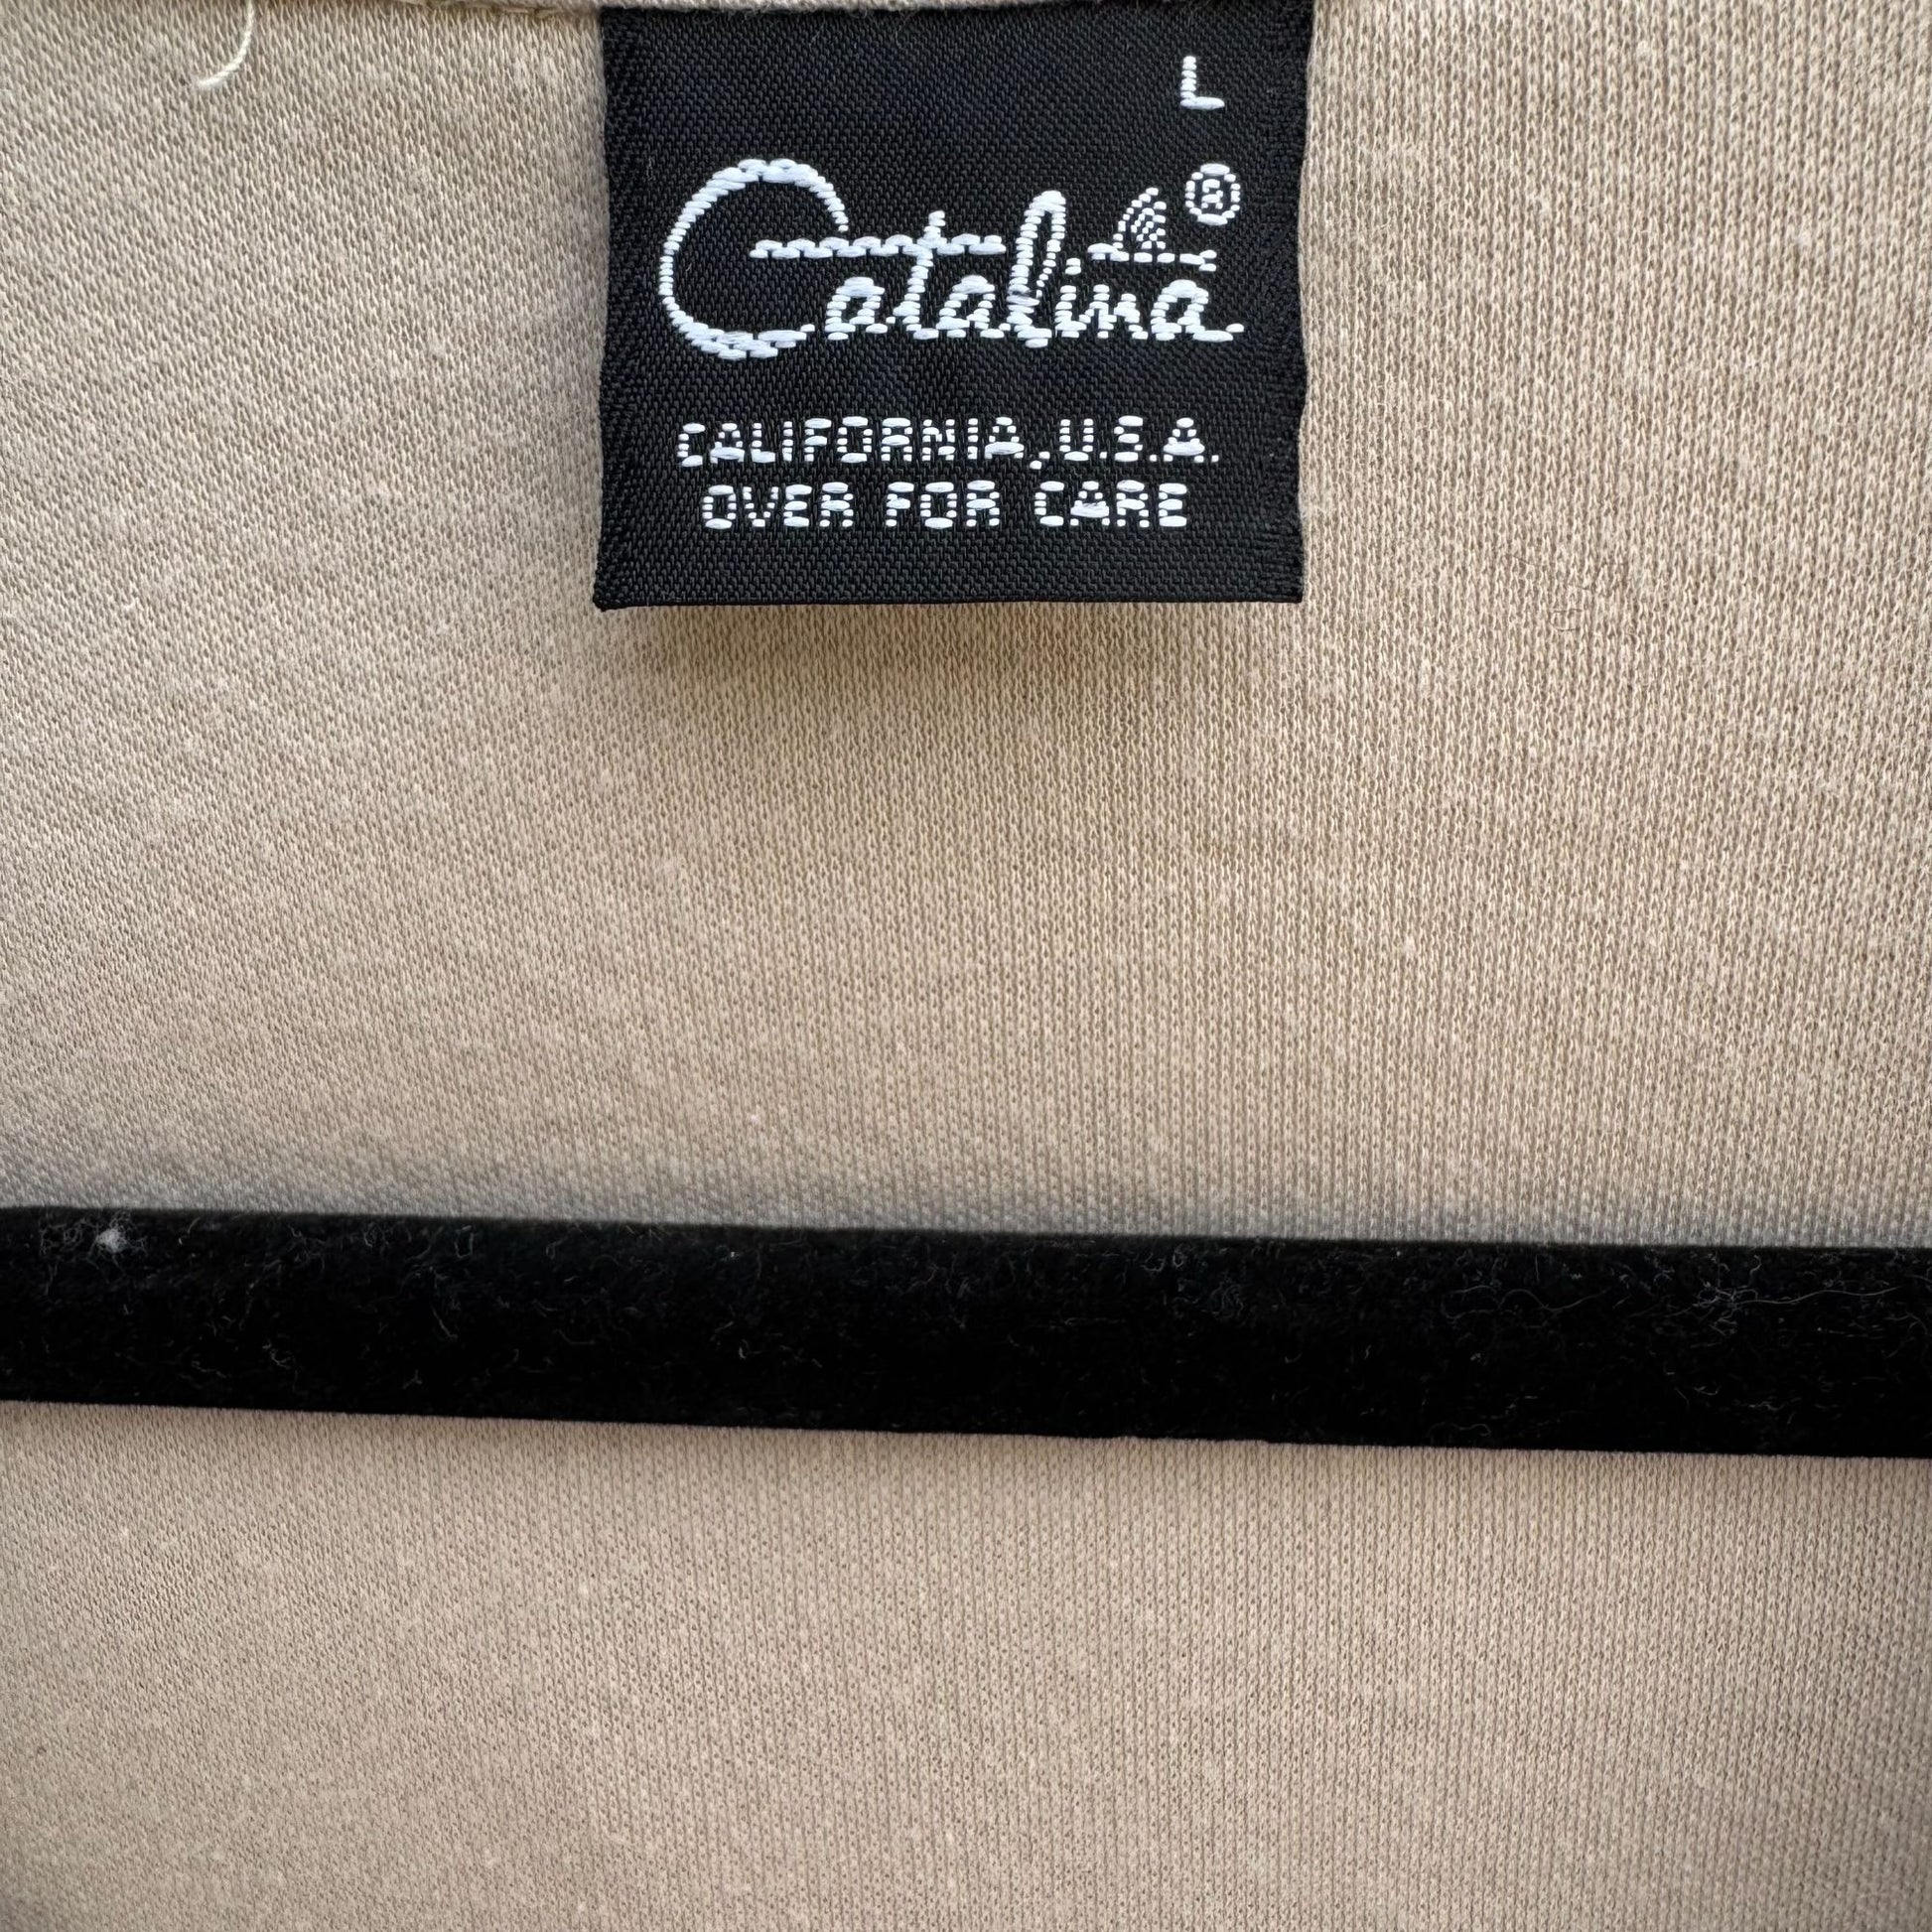 L
Catalina®
CALIFORNIA, U.S.A.
OVER FOR CARE